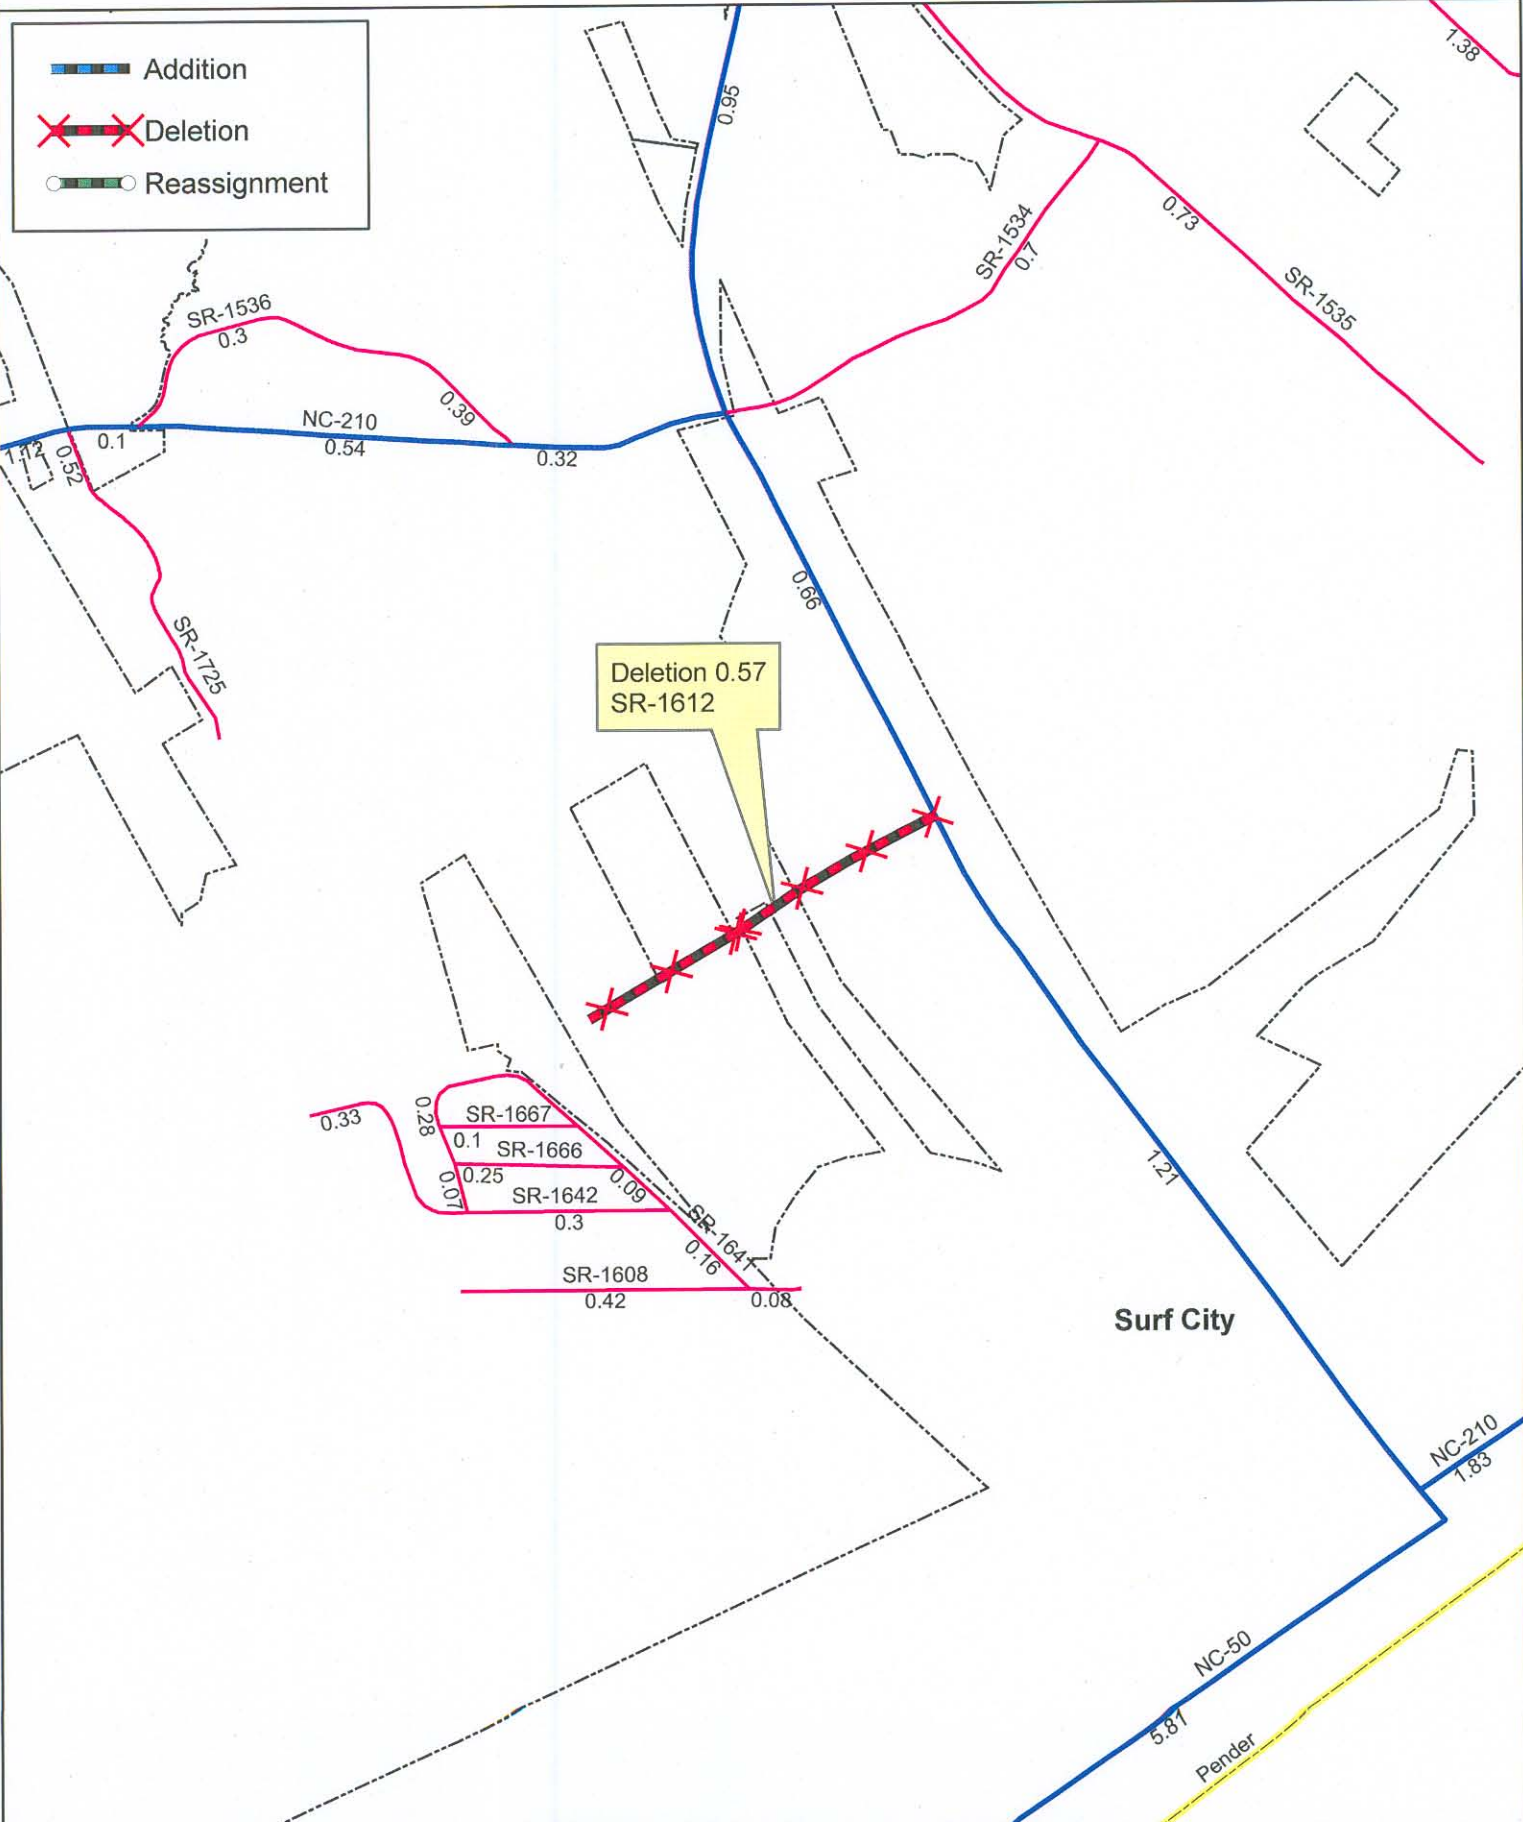 Addition
Deletion
Reassignment
1.38
0.95
SR-1534
0.7
0.73
SR-1535
SR-1536
0.3
0.39
NC-210
0.54
0.1
0.32
1.12
0.52
SR-1725
0.66
Deletion 0.57
SR-1612
0.33
0.28
SR-1667
0.1
SR-1666
0.25
0.07
0.09
SR-1642
0.3
SR-1641
0.16
SR-1608
0.42
0.08
1.21
Surf City
NC-210
1.83
NC-50
5.81
Pender